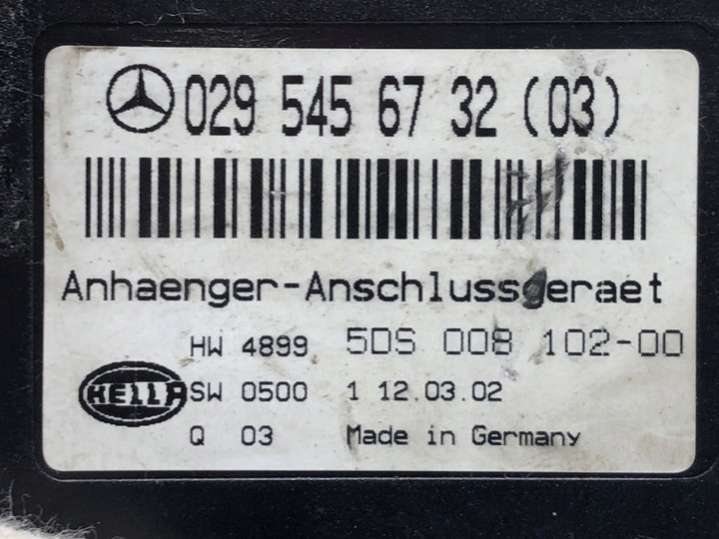 029 545 67 32 (03)
Anhaenger-Anschlussgeraet
HW 4899 5DS 008 102-00
HELLA SW 0500 1 12.03.02
Q 03 Made in Germany